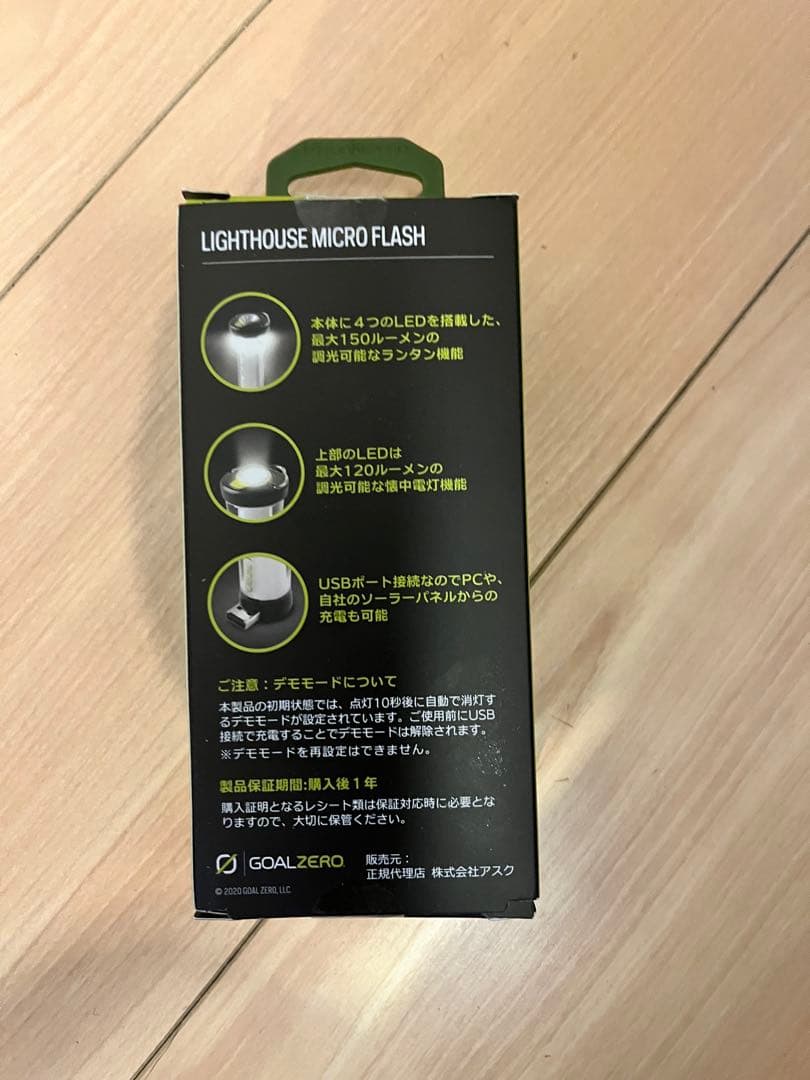 LIGHTHOUSE MICRO FLASH
本体に4つのLEDを搭載した、
最大150ルーメンの
調光可能なランタン機能
上部のLEDは
最大120ルーメンの
調光可能な懐中電灯機能
USBポート接続なのでPCや、
自社のソーラーパネルからの
充電も可能
ご注意：デモモードについて
本製品の初期状態では、点灯10秒後に自動で消灯す
るデモモードが設定されています。ご使用前にUSB
接続で充電することでデモモードは解除されます。
※デモモードを再設定はできません。
製品保証期間:購入後1年
購入証明となるレシート類は保証対応時に必要とな
りますので、大切に保管ください。
GOALZERO
販売元：
正規代理店 株式会社アスク
© 2020 GOAL ZERO, LLC.